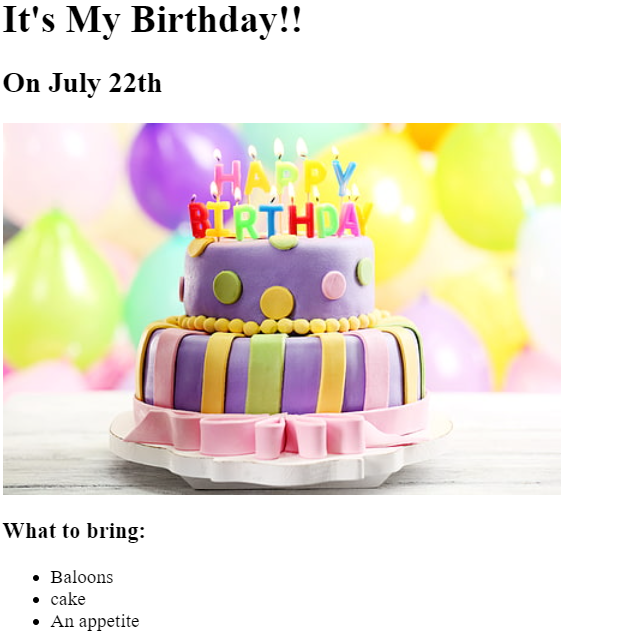 It's My Birthday!!
On July 22th
HAPPY
BIRTHDAY
What to bring:
Baloons
cake
An appetite